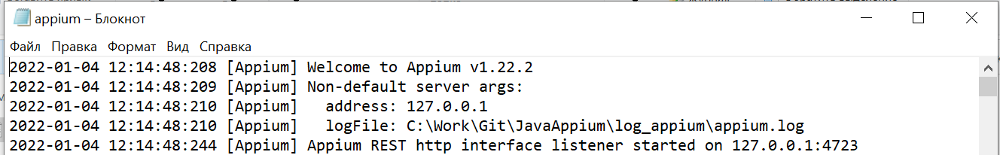 appium – Блокнот
Файл Правка Формат Вид Справка
2022-01-04 12:14:48:208 [Appium] Welcome to Appium v1.22.2
2022-01-04 12:14:48:209 [Appium] Non-default server args:
2022-01-04 12:14:48:210 [Appium]   address: 127.0.0.1
2022-01-04 12:14:48:210 [Appium]   logFile: C:\Work\Git\JavaAppium\log_appium\appium.log
2022-01-04 12:14:48:244 [Appium] Appium REST http interface listener started on 127.0.0.1:4723